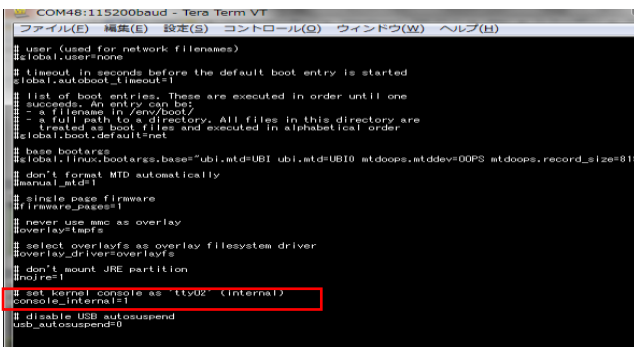 COM48:115200baud - Tera Term VT
ファイル(F) 編集(E) 設定(S) コントロール(O) ウィンドウ(W) ヘルプ(H)
# user (used for network filenames)
#global.user=none
# timeout in seconds before the default boot entry is started
global.autoboot_timeout=1
# list of boot entries. These are executed in order until one
# succeeds. An entry can be:
# - a filename in /env/boot/
# - a full path to a directory. All files in this directory are
#   treated as boot files and executed in alphabetical order
#global.boot.default=net
# base bootargs
#global.linux.bootargs.base="ubi.mtd=UBI ubi.mtd=UBI0 mtdoops.mtddev=OOPS mtdoops.record_size=81
# don't format MTD automatically
#manual_mtd=1
# single page firmware
#firmware_pages=1
# never use mmc as overlay
#overlay=tmpfs
# select overlayfs as overlay filesystem driver
#overlay_driver=overlayfs
# don't mount JRE partition
#nojre=1
# set kernel console as 'ttyO2' (internal)
console_internal=1
# disable USB autosuspend
usb_autosuspend=0